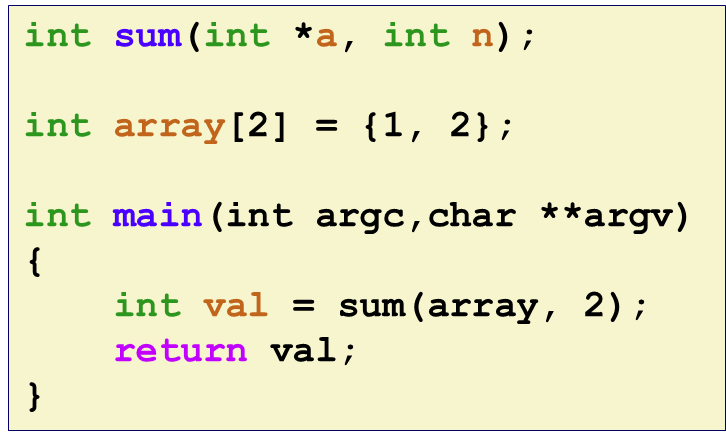 int sum(int *a, int n);
int array[2] = {1, 2};
int main(int argc,char **argv)
{
    int val = sum(array, 2);
    return val;
}